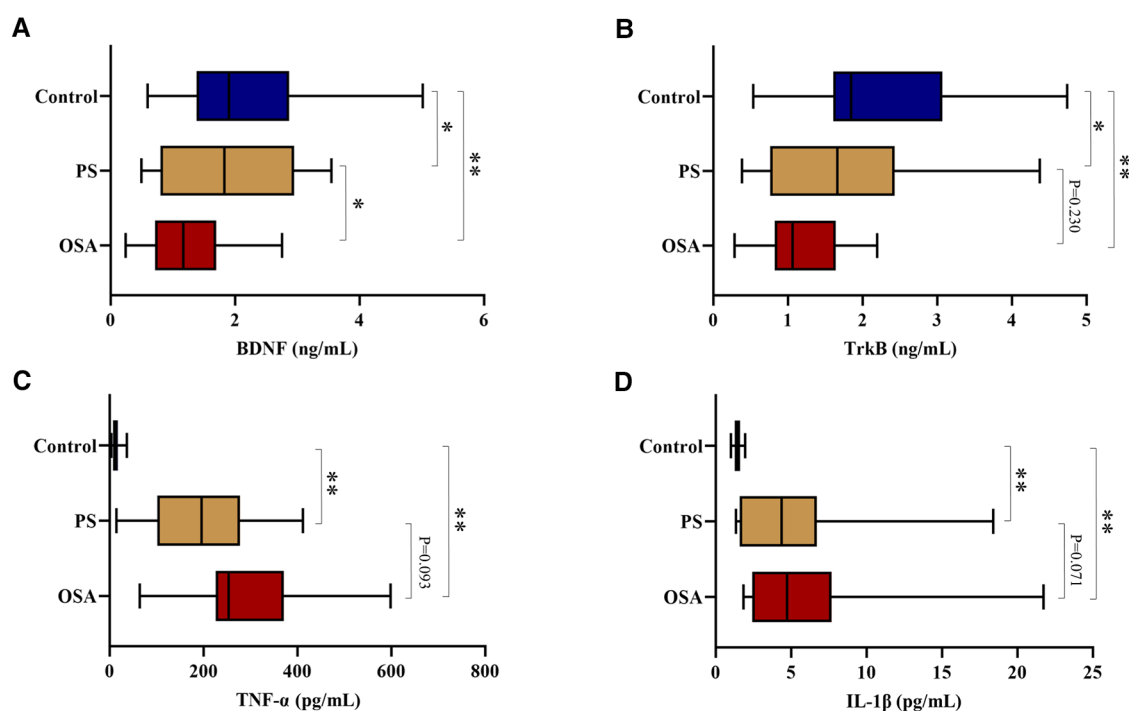 A
Control
PS
OSA
*
**
*
0 2 4 6
BDNF (ng/mL)
B
Control
PS
OSA
*
**
P=0.230
0 1 2 3 4 5
TrkB (ng/mL)
C
Control
PS
OSA
**
**
P=0.093
0 200 400 600 800
TNF-α (pg/mL)
D
Control
PS
OSA
**
**
P=0.071
0 5 10 15 20 25
IL-1β (pg/mL)